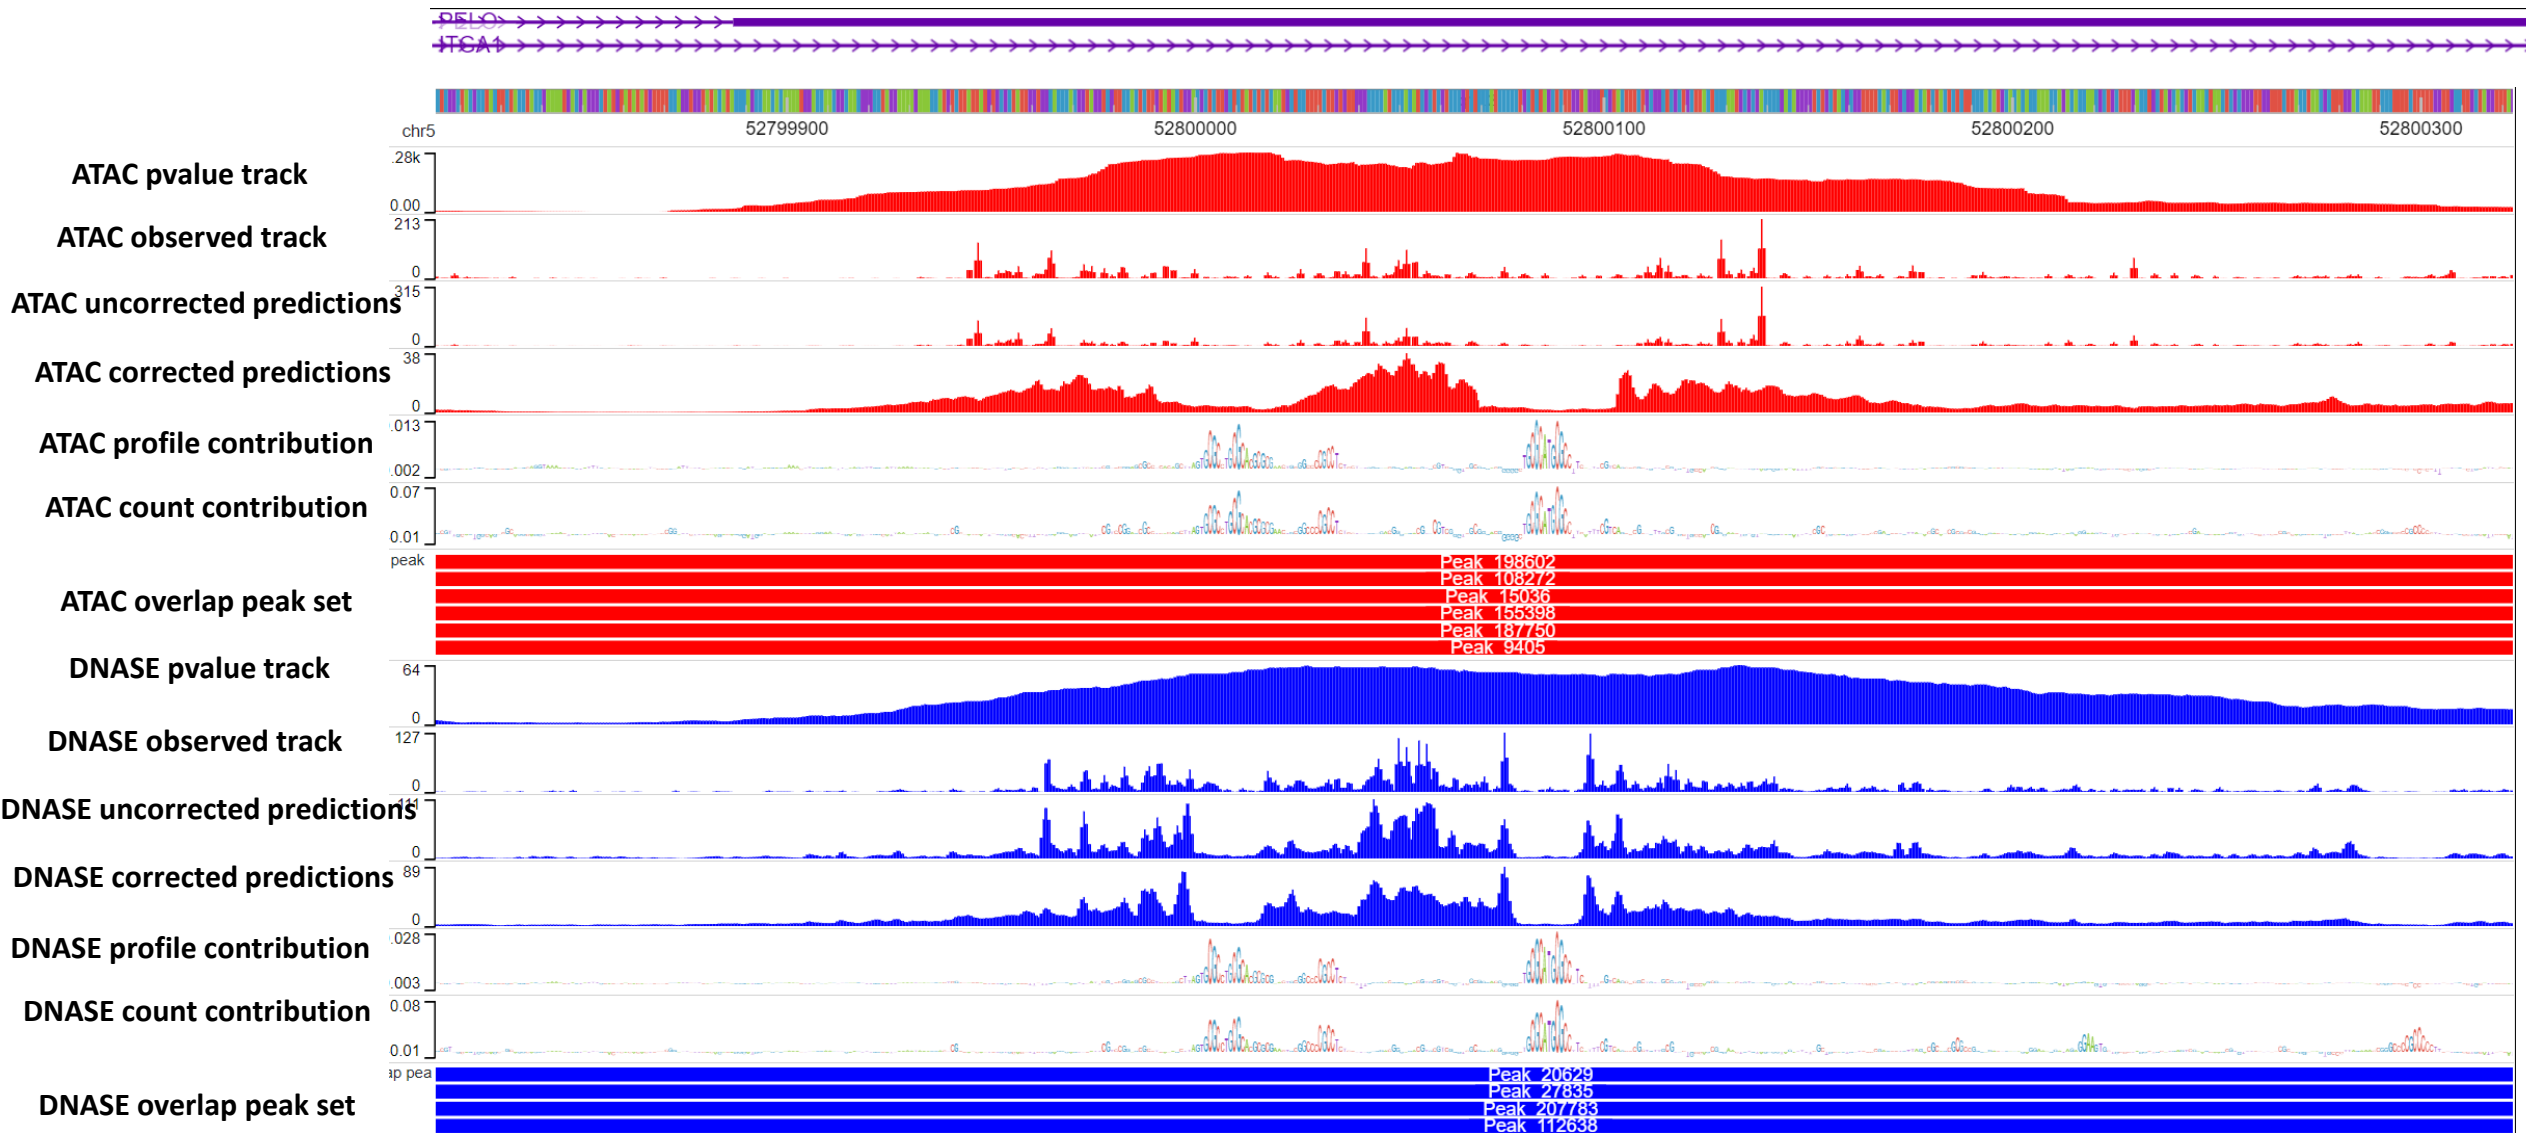 PELO
ITGA1
chr5
52799900
52800000
52800100
52800200
52800300
ATAC pvalue track
.28k
0.00
ATAC observed track
213
0
ATAC uncorrected predictions
315
0
ATAC corrected predictions
38
0
ATAC profile contribution
.013
.002
ATAC count contribution
0.07
0.01
peak
ATAC overlap peak set
Peak 198602
Peak 108272
Peak 15036
Peak 155398
Peak 187750
Peak 9405
DNASE pvalue track
64
0
DNASE observed track
127
0
DNASE uncorrected predictions
111
0
DNASE corrected predictions
89
0
DNASE profile contribution
.028
.003
DNASE count contribution
0.08
0.01
ap pea
DNASE overlap peak set
Peak 20629
Peak 27835
Peak 207783
Peak 112638